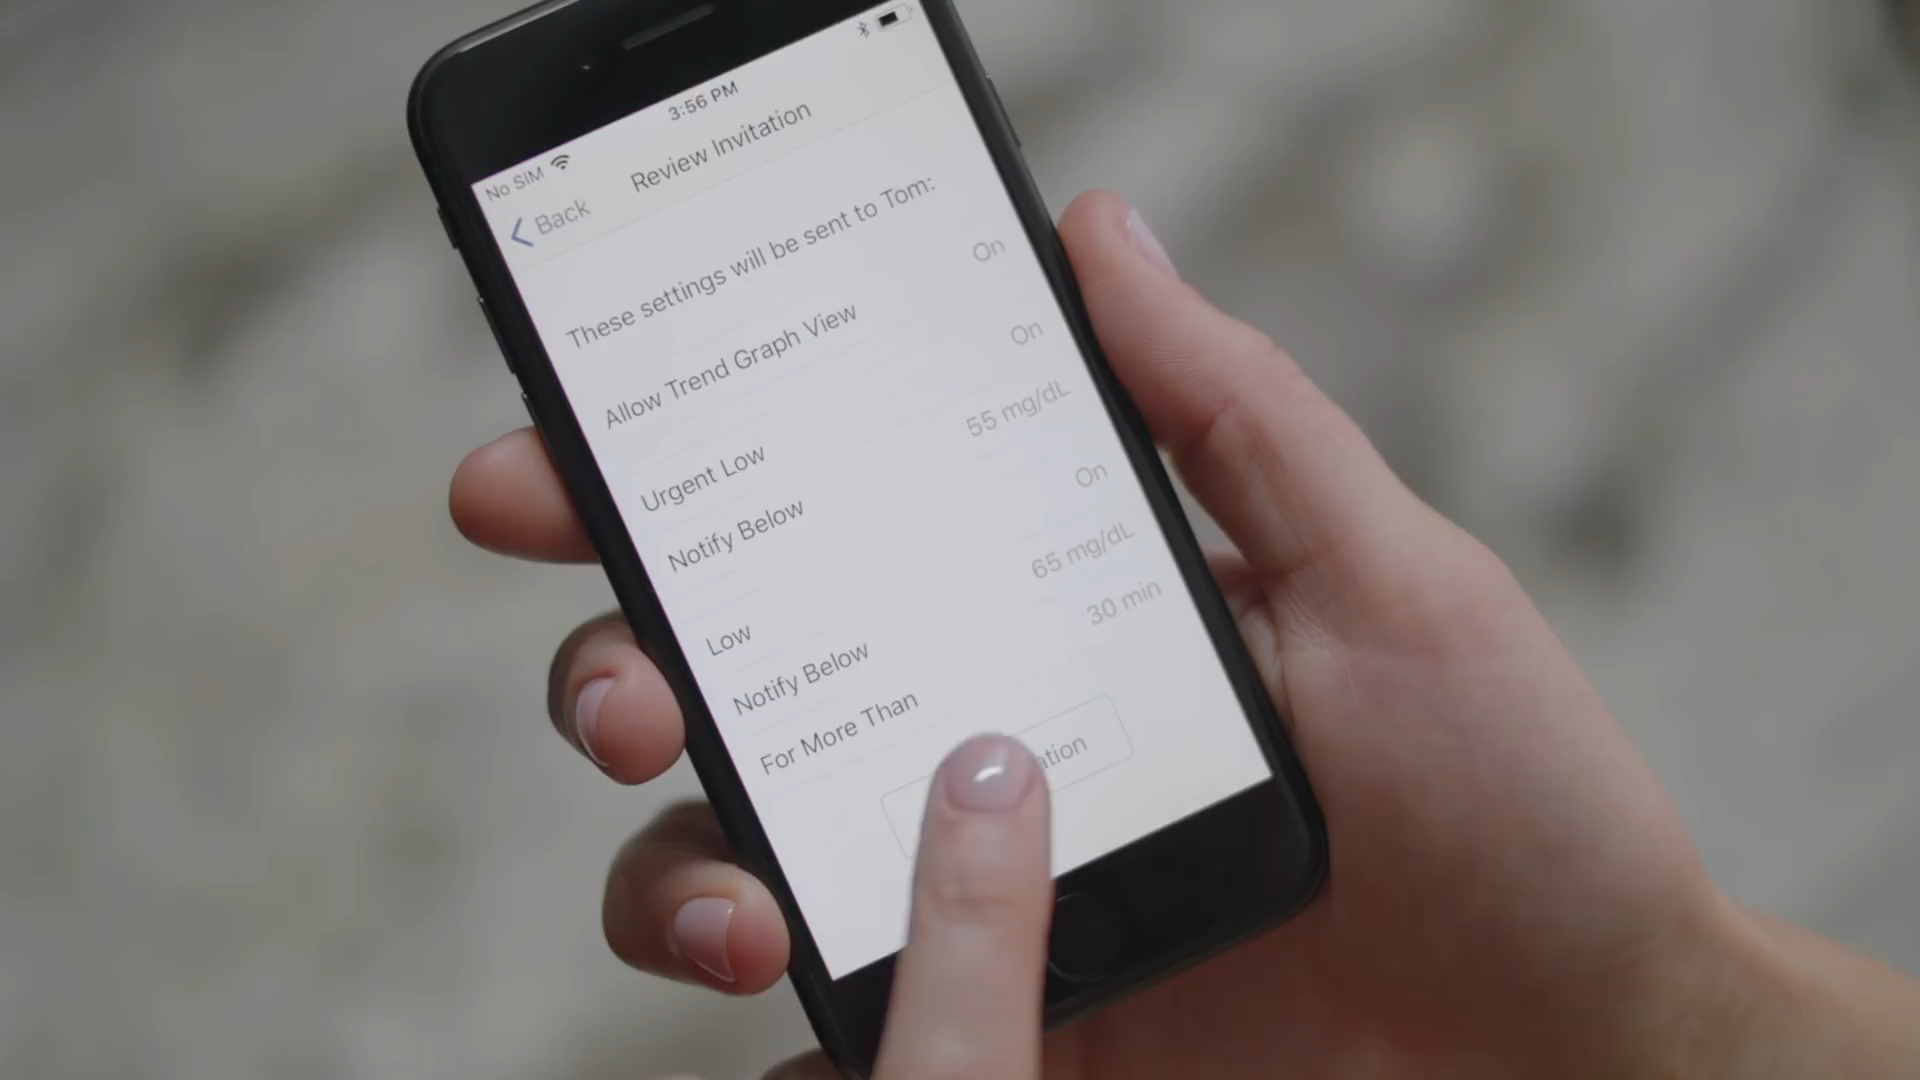 No SIM 3:56 PM
Back Review Invitation
These settings will be sent to Tom:
Allow Trend Graph View On
Urgent Low On
Notify Below 55 mg/dL
Low On
Notify Below 65 mg/dL
For More Than 30 min